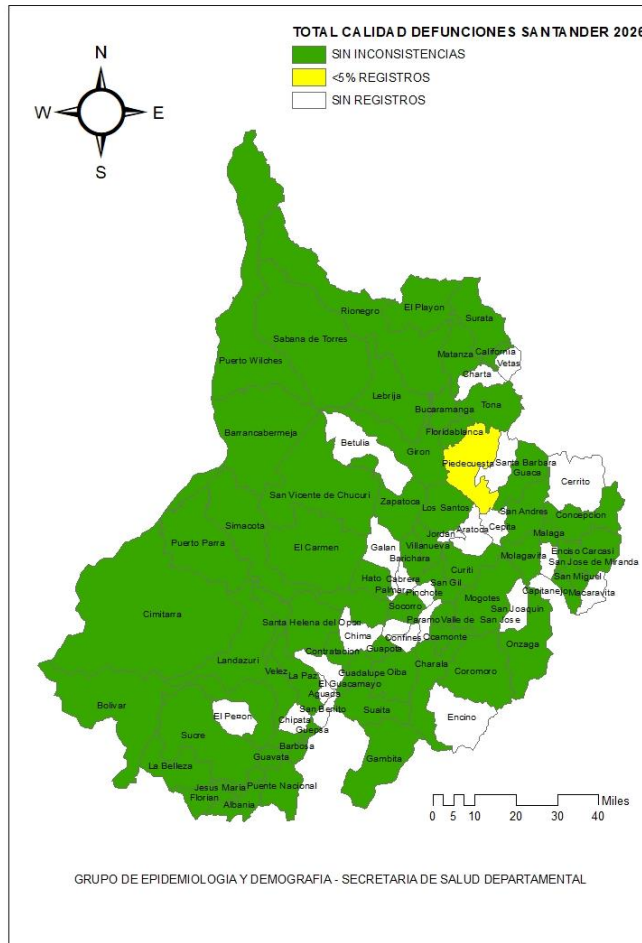 TOTAL CALIDAD DEFUNCIONES SANTANDER 2026
SIN INCONSISTENCIAS
<5% REGISTROS
SIN REGISTROS
N
W
E
S
El Playon
Rionegro
Surata
Sabana de Torres
Matanza
California
Vetas
Puerto Wilches
Charta
Lebrija
Tona
Bucaramanga
Barrancabermeja
Floridablanca
Betulia
Giron
Piedecuesta
Santa Barbara
Guaca
Cerrito
San Vicente de Chucuri
Zapatoca
Los Santos
San Andres
Concepcion
Simacota
Jordan
Aratoca
Cepita
Malaga
Puerto Parra
El Carmen
Galan
Villanueva
Barichara
Molagavita
Enciso
Carcasi
San Jose de Miranda
Curiti
Hato
Cabrera
San Gil
San Miguel
Palmar
Pinchote
Mogotes
Capitanejo
Macaravita
Cimitarra
Socorro
San Joaquin
Santa Helena del Opon
Paramo
Valle de San Jose
Chima
Confines
Ocamonte
Onzaga
Contratacion
Guapota
Landazuri
Velez
La Paz
Guadalupe
Oiba
Charala
Coromoro
El Guacamayo
Aguada
Bolivar
San Benito
El Penon
Chipata
Suaita
Encino
Guepsa
Sucre
Barbosa
Guavata
Gambita
La Belleza
Jesus Maria
Puente Nacional
Florian
Albania
Miles
0 5 10 20 30 40
GRUPO DE EPIDEMIOLOGIA Y DEMOGRAFIA - SECRETARIA DE SALUD DEPARTAMENTAL